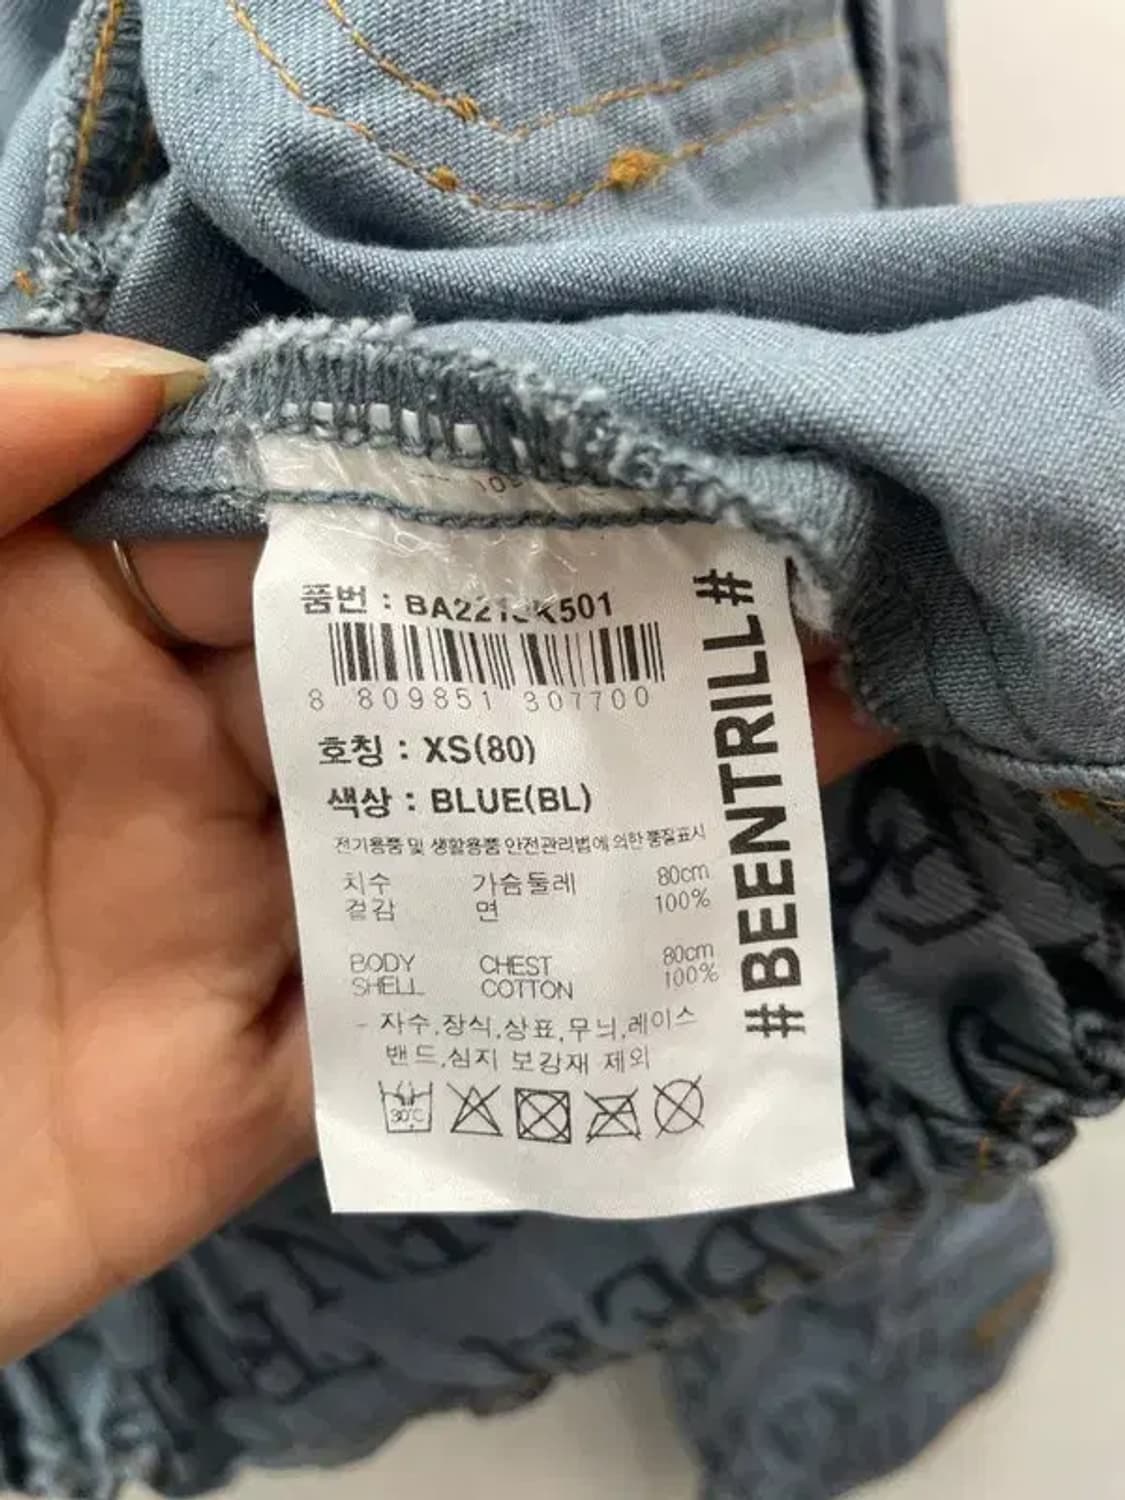 품번 :
8 809851 307700
호칭 : XS(80)
색상 : BLUE(BL)
전기용품 및 생활용품 안전관리법에 의한 품질표시
치수 가슴둘레 80cm
겉감 면 100%
BODY CHEST 80cm
SHELL COTTON 100%
- 자수,장식,상표,무늬,레이스
밴드,심지 보강재 제외
30°C
#BEENTRILL#